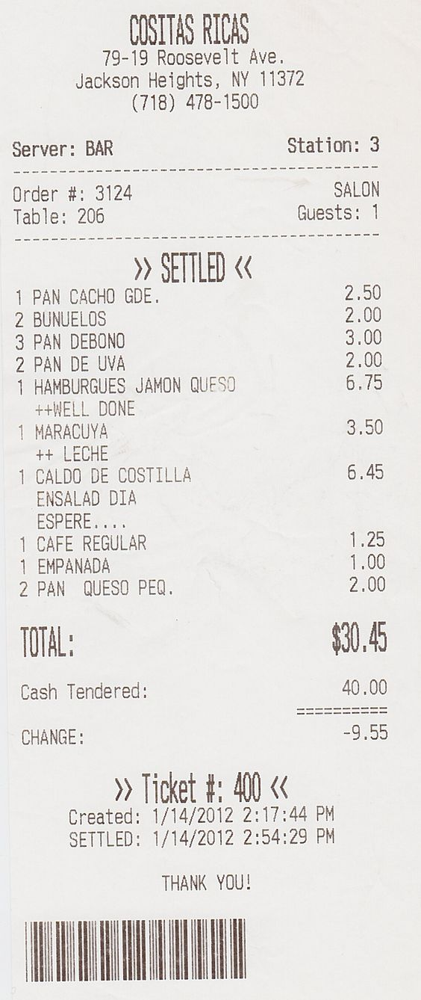 COSITAS RICAS
79-19 Roosevelt Ave.
Jackson Heights, NY 11372
(718) 478-1500
Server: BAR Station: 3
Order #: 3124 SALON
Table: 206 Guests: 1
>> SETTLED <<
1 PAN CACHO GDE. 2.50
2 BUNUELOS 2.00
3 PAN DEBONO 3.00
2 PAN DE UVA 2.00
1 HAMBURGUES JAMON QUESO 6.75
++WELL DONE
1 MARACUYA 3.50
++ LECHE
1 CALDO DE COSTILLA 6.45
ENSALAD DIA
ESPERE....
1 CAFE REGULAR 1.25
1 EMPANADA 1.00
2 PAN QUESO PEQ. 2.00
TOTAL: $30.45
Cash Tendered: 40.00
==========
CHANGE: -9.55
>> Ticket #: 400 <<
Created: 1/14/2012 2:17:44 PM
SETTLED: 1/14/2012 2:54:29 PM
THANK YOU!